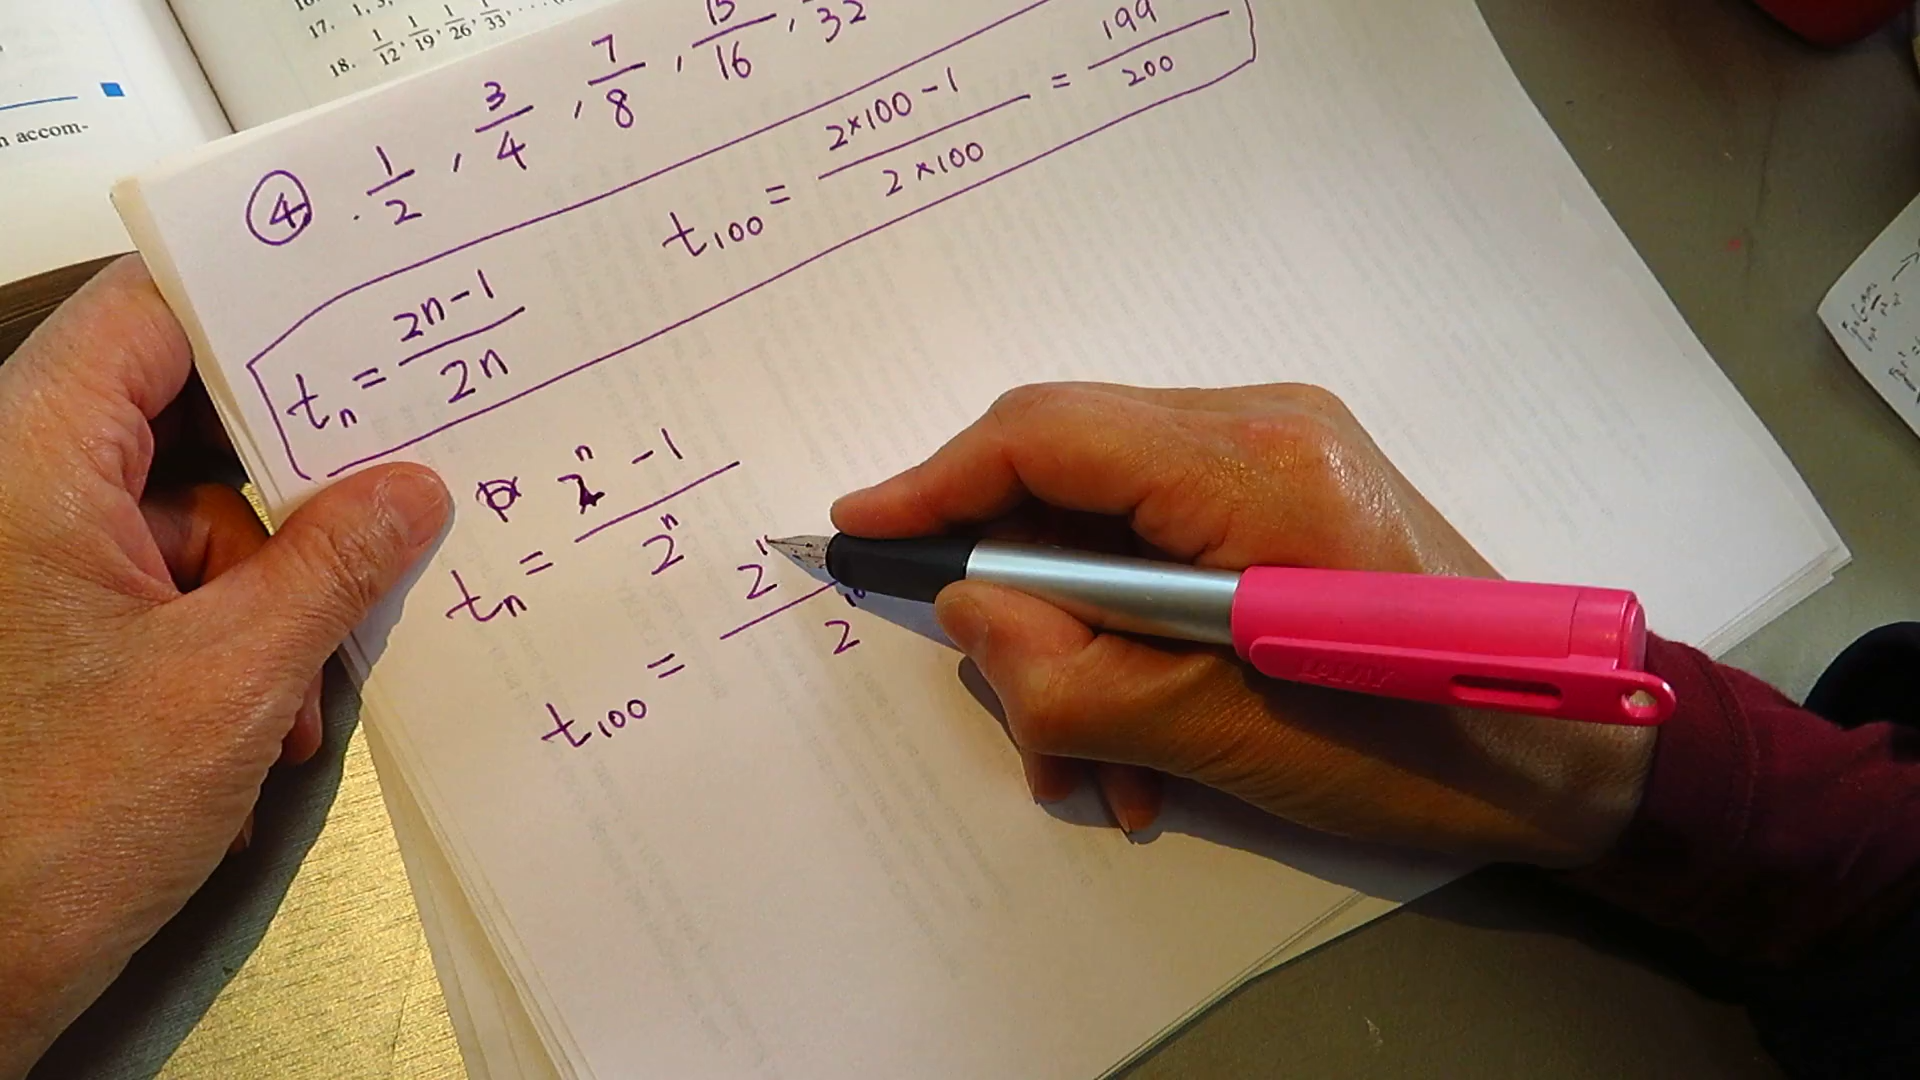 17. 1, 3,
18. 1/12, 1/19, 1/26, 1/33, ....
n accom-
④ . 1/2 , 3/4 , 7/8 , 15/16 , /32
t₁₀₀ = (2×100-1)/(2×100) = 199/200
tₙ = (2n-1)/(2n)
tₙ = (2ⁿ-1)/2ⁿ
t₁₀₀ = 2/2